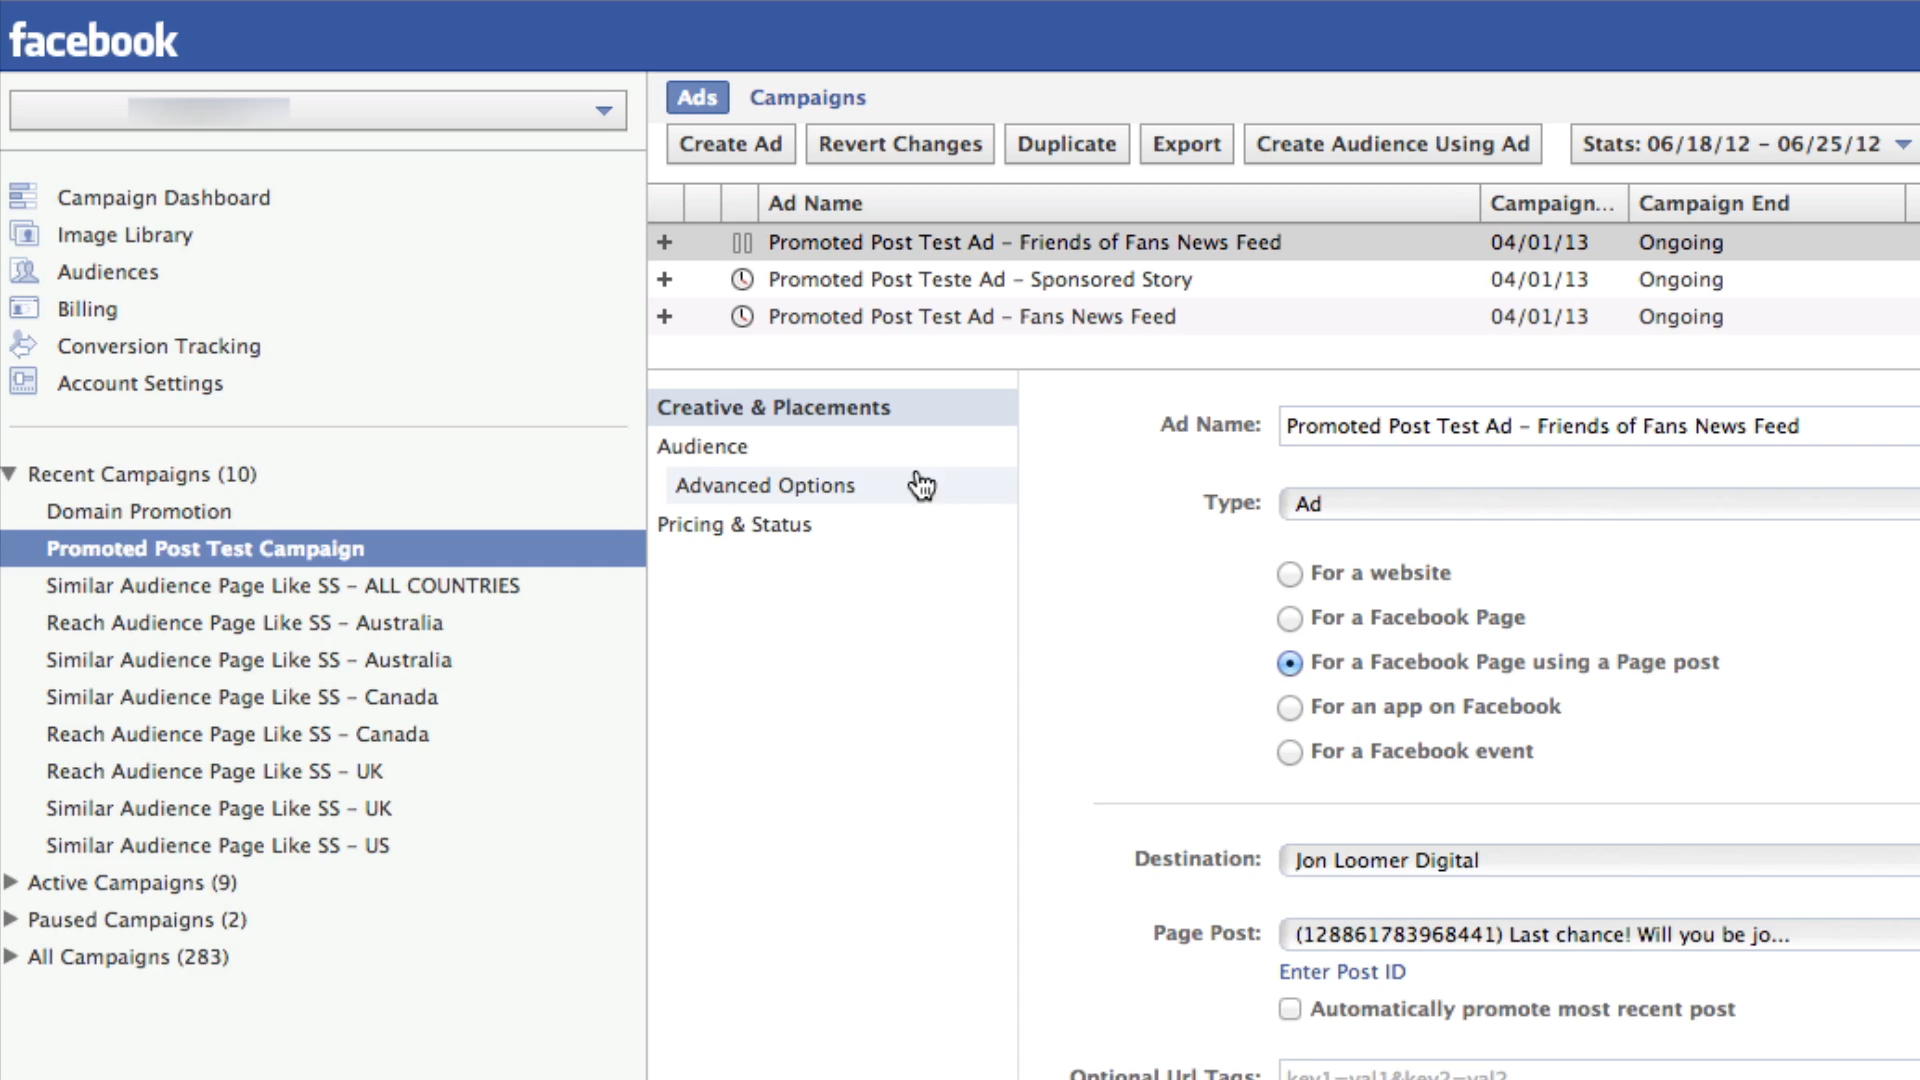 facebook
Ads Campaigns
Create Ad Revert Changes Duplicate Export Create Audience Using Ad Stats: 06/18/12 – 06/25/12
Campaign Dashboard
Image Library
Audiences
Billing
Conversion Tracking
Account Settings
Recent Campaigns (10)
Domain Promotion
Promoted Post Test Campaign
Similar Audience Page Like SS – ALL COUNTRIES
Reach Audience Page Like SS – Australia
Similar Audience Page Like SS – Australia
Similar Audience Page Like SS – Canada
Reach Audience Page Like SS – Canada
Reach Audience Page Like SS – UK
Similar Audience Page Like SS – UK
Similar Audience Page Like SS – US
Active Campaigns (9)
Paused Campaigns (2)
All Campaigns (283)
Ad Name Campaign... Campaign End
Promoted Post Test Ad – Friends of Fans News Feed 04/01/13 Ongoing
Promoted Post Teste Ad – Sponsored Story 04/01/13 Ongoing
Promoted Post Test Ad – Fans News Feed 04/01/13 Ongoing
Creative & Placements
Audience
Advanced Options
Pricing & Status
Ad Name: Promoted Post Test Ad – Friends of Fans News Feed
Type: Ad
For a website
For a Facebook Page
For a Facebook Page using a Page post
For an app on Facebook
For a Facebook event
Destination: Jon Loomer Digital
Page Post: (128861783968441) Last chance! Will you be jo...
Enter Post ID
Automatically promote most recent post
Optional Url Tags: key1=val1&key2=val2